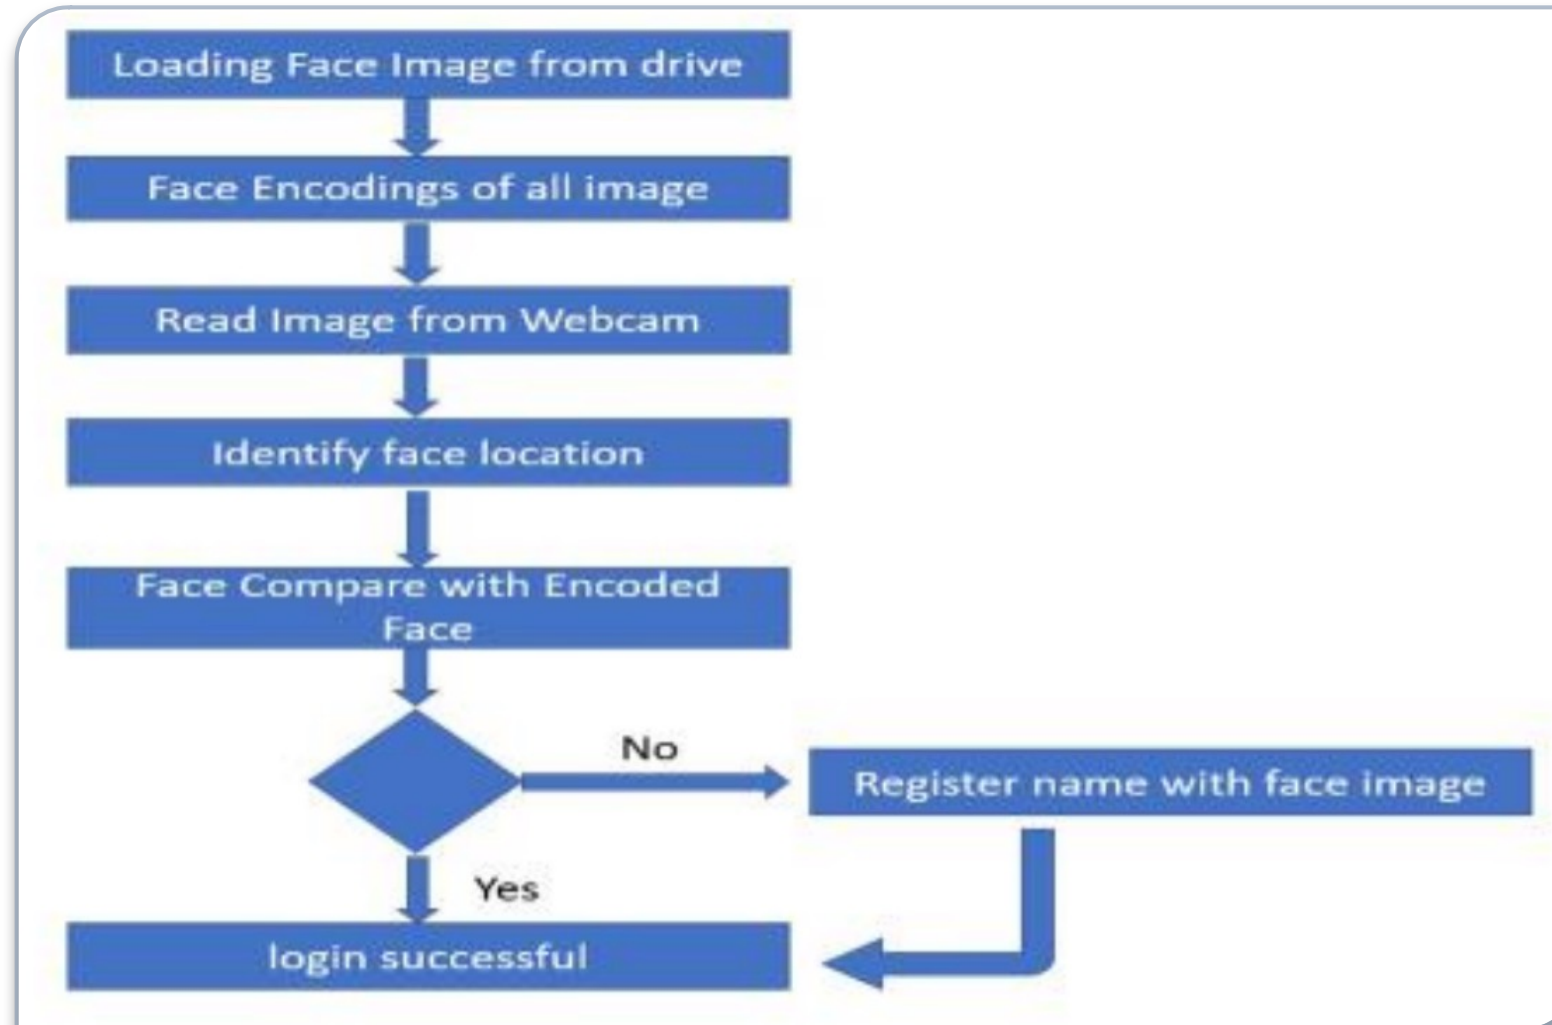 Loading Face Image from drive
Face Encodings of all image
Read Image from Webcam
Identify face location
Face Compare with Encoded
Face
No
Register name with face image
Yes
login successful